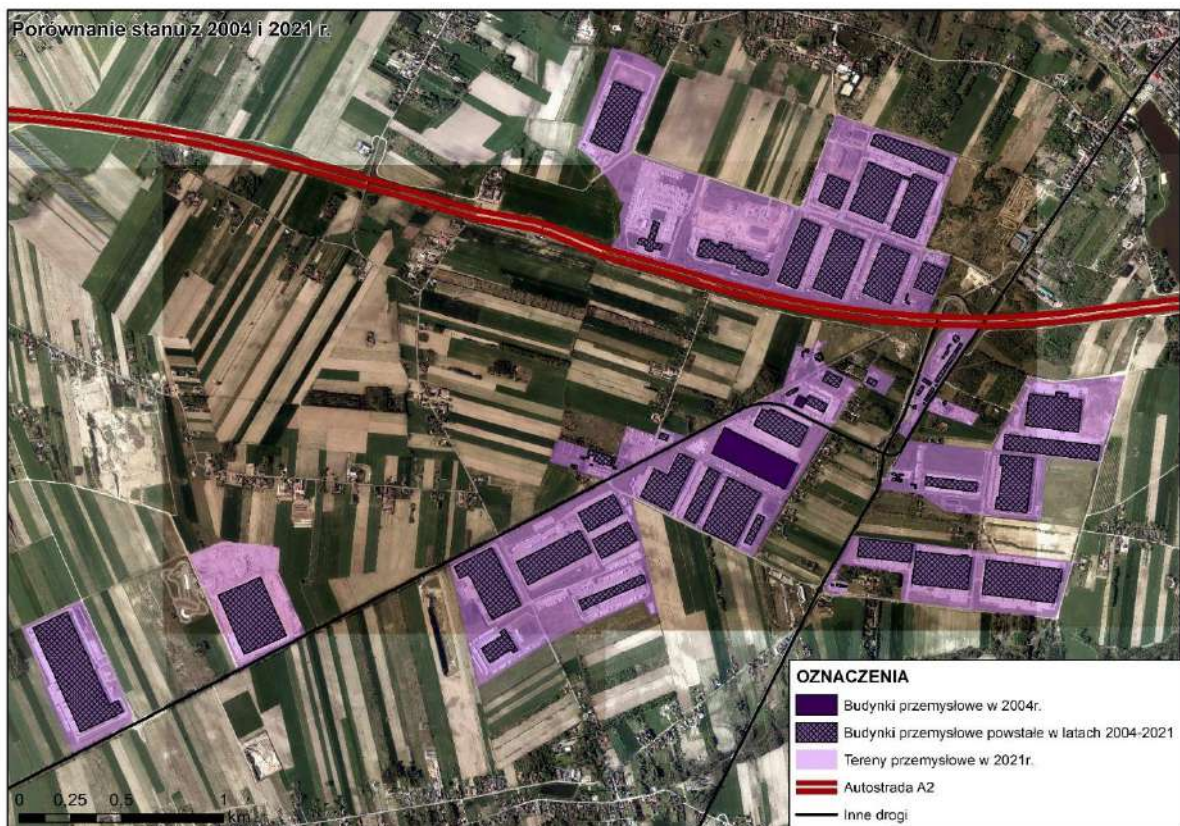 Porównanie stanu z 2004 i 2021 r.
OZNACZENIA
Budynki przemysłowe w 2004r.
Budynki przemysłowe powstałe w latach 2004-2021
Tereny przemysłowe w 2021r.
Autostrada A2
Inne drogi
0 0,25 0,5 1
km